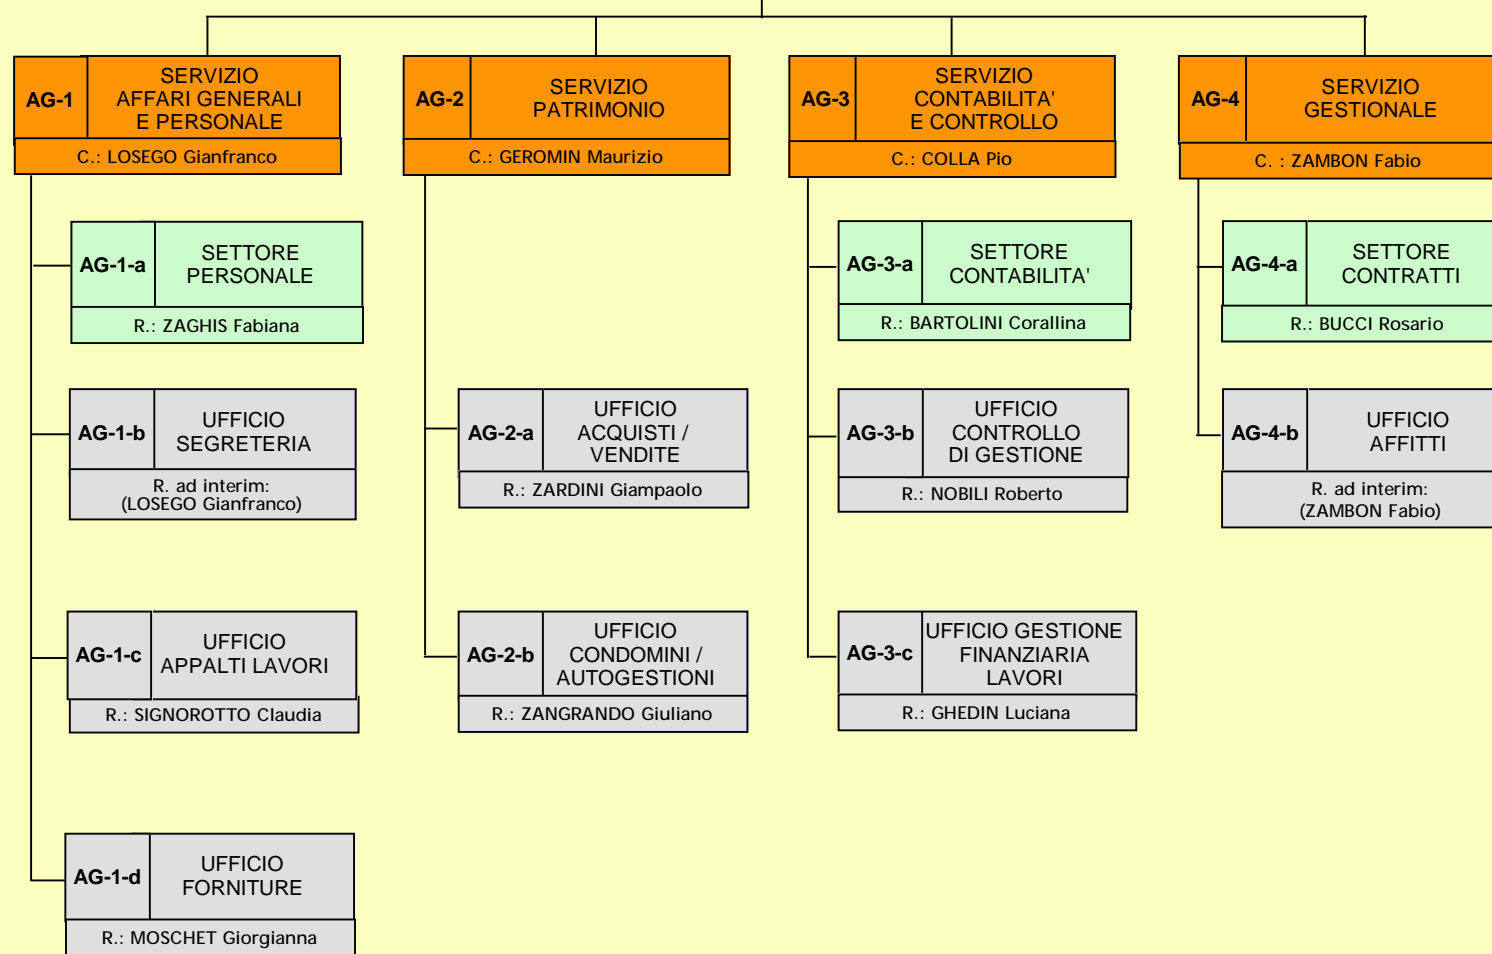 AG-1
SERVIZIO
AFFARI GENERALI
E PERSONALE
C.: LOSEGO Gianfranco
AG-1-a
SETTORE
PERSONALE
R.: ZAGHIS Fabiana
AG-1-b
UFFICIO
SEGRETERIA
R. ad interim:
(LOSEGO Gianfranco)
AG-1-c
UFFICIO
APPALTI LAVORI
R.: SIGNOROTTO Claudia
AG-1-d
UFFICIO
FORNITURE
R.: MOSCHET Giorgianna
AG-2
SERVIZIO
PATRIMONIO
C.: GEROMIN Maurizio
AG-2-a
UFFICIO
ACQUISTI /
VENDITE
R.: ZARDINI Giampaolo
AG-2-b
UFFICIO
CONDOMINI /
AUTOGESTIONI
R.: ZANGRANDO Giuliano
AG-3
SERVIZIO
CONTABILITA'
E CONTROLLO
C.: COLLA Pio
AG-3-a
SETTORE
CONTABILITA'
R.: BARTOLINI Corallina
AG-3-b
UFFICIO
CONTROLLO
DI GESTIONE
R.: NOBILI Roberto
AG-3-c
UFFICIO GESTIONE
FINANZIARIA
LAVORI
R.: GHEDIN Luciana
AG-4
SERVIZIO
GESTIONALE
C. : ZAMBON Fabio
AG-4-a
SETTORE
CONTRATTI
R.: BUCCI Rosario
AG-4-b
UFFICIO
AFFITTI
R. ad interim:
(ZAMBON Fabio)